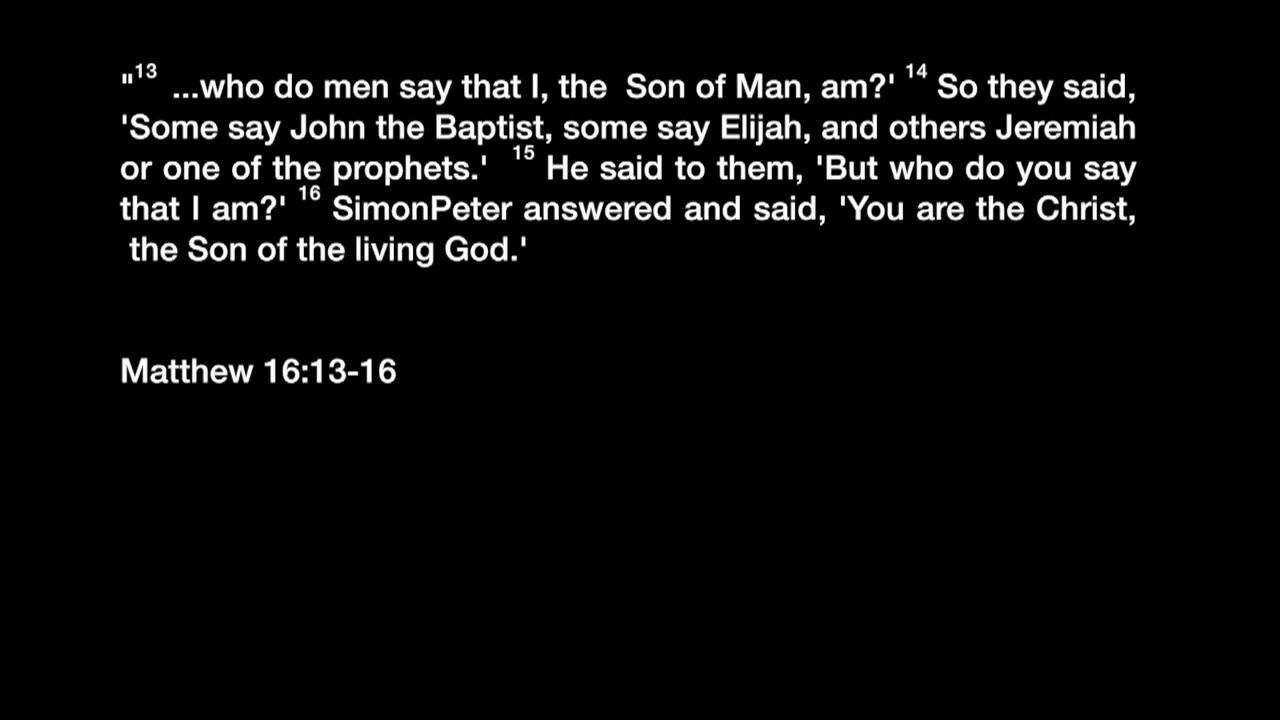 "13 ...who do men say that I, the  Son of Man, am?' 14 So they said,
'Some say John the Baptist, some say Elijah, and others Jeremiah
or one of the prophets.' 15 He said to them, 'But who do you say
that I am?' 16 SimonPeter answered and said, 'You are the Christ,
the Son of the living God.'
Matthew 16:13-16